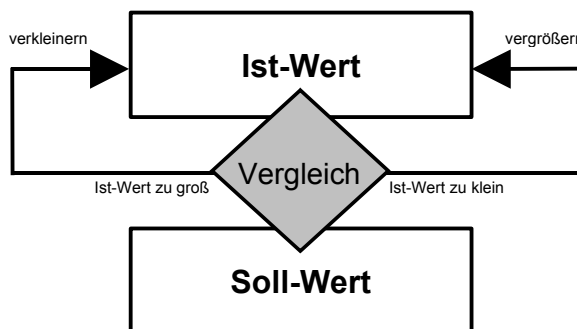 verkleinern
vergrößern
Ist-Wert
Vergleich
Ist-Wert zu groß
Ist-Wert zu klein
Soll-Wert